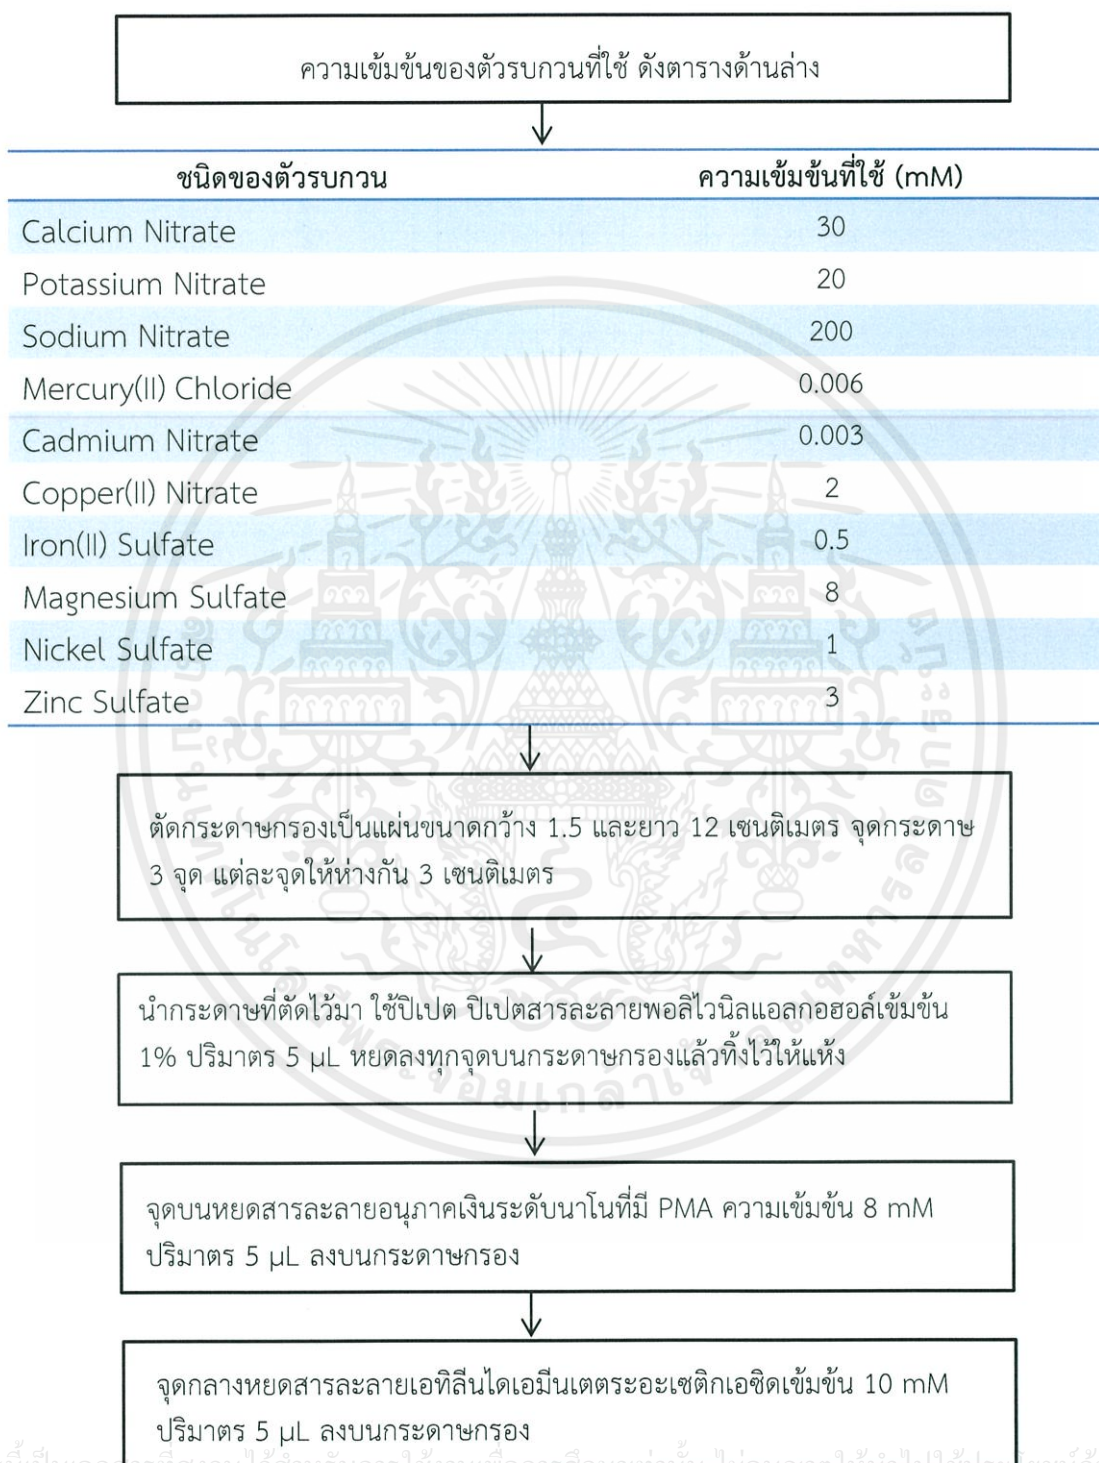 ความเข้มข้นของตัวรบกวนที่ใช้ ดังตารางด้านล่าง
ชนิดของตัวรบกวน ความเข้มข้นที่ใช้ (mM)
Calcium Nitrate 30
Potassium Nitrate 20
Sodium Nitrate 200
Mercury(II) Chloride 0.006
Cadmium Nitrate 0.003
Copper(II) Nitrate 2
Iron(II) Sulfate 0.5
Magnesium Sulfate 8
Nickel Sulfate 1
Zinc Sulfate 3
ตัดกระดาษกรองเป็นแผ่นขนาดกว้าง 1.5 และยาว 12 เซนติเมตร จุดกระดาษ
3 จุด แต่ละจุดให้ห่างกัน 3 เซนติเมตร
นำกระดาษที่ตัดไว้มา ใช้ปิเปต ปิเปตสารละลายพอลิไวนิลแอลกอฮอล์เข้มข้น
1% ปริมาตร 5 µL หยดลงทุกจุดบนกระดาษกรองแล้วทิ้งไว้ให้แห้ง
จุดบนหยดสารละลายอนุภาคเงินระดับนาโนที่มี PMA ความเข้มข้น 8 mM
ปริมาตร 5 µL ลงบนกระดาษกรอง
จุดกลางหยดสารละลายเอทิลีนไดเอมีนเตตระอะเซติกเอซิดเข้มข้น 10 mM
ปริมาตร 5 µL ลงบนกระดาษกรอง